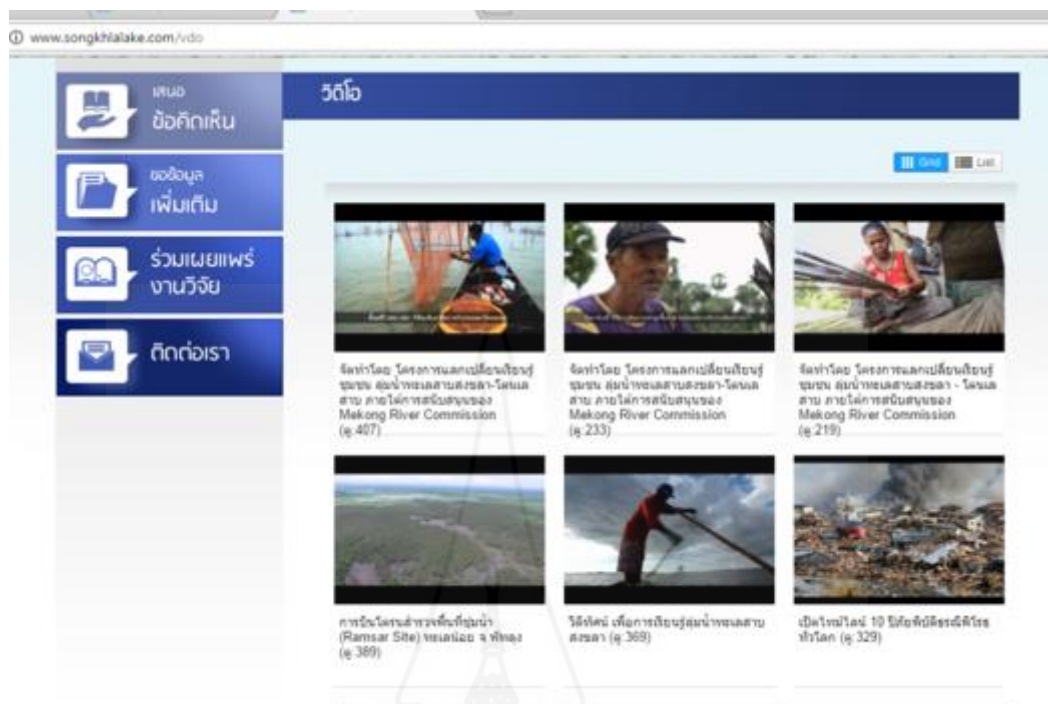 www.songkhlalake.com/vdo
เสนอ
ข้อคิดเห็น
ขอข้อมูล
เพิ่มเติม
ร่วมเผยแพร่
งานวิจัย
ติดต่อเรา
วิดีโอ
Grid List
จัดทำโดย โครงการแลกเปลี่ยนเรียนรู้
ชุมชน ลุ่มน้ำทะเลสาบสงขลา-โตนเล
สาบ ภายใต้การสนับสนุนของ
Mekong River Commission
(ดู:407)
จัดทำโดย โครงการแลกเปลี่ยนเรียนรู้
ชุมชน ลุ่มน้ำทะเลสาบสงขลา-โตนเล
สาบ ภายใต้การสนับสนุนของ
Mekong River Commission
(ดู:233)
จัดทำโดย โครงการแลกเปลี่ยนเรียนรู้
ชุมชน ลุ่มน้ำทะเลสาบสงขลา - โตนเล
สาบ ภายใต้การสนับสนุนของ
Mekong River Commission
(ดู:219)
การบินโดรนสำรวจพื้นที่ชุ่มน้ำ
(Ramsar Site) ทะเลน้อย จ.พัทลุง
(ดู:389)
วิดีทัศน์ เพื่อการเรียนรู้ลุ่มน้ำทะเลสาบ
สงขลา (ดู:369)
เปิดไทม์ไลน์ 10 ปีภัยพิบัติธรณีพิโรธ
ทั่วโลก (ดู:329)